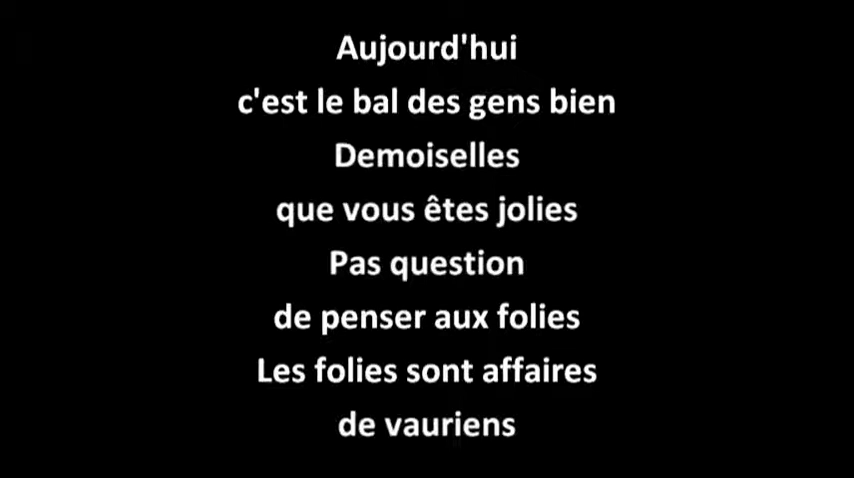 Aujourd'hui
c'est le bal des gens bien
Demoiselles
que vous êtes jolies
Pas question
de penser aux folies
Les folies sont affaires
de vauriens